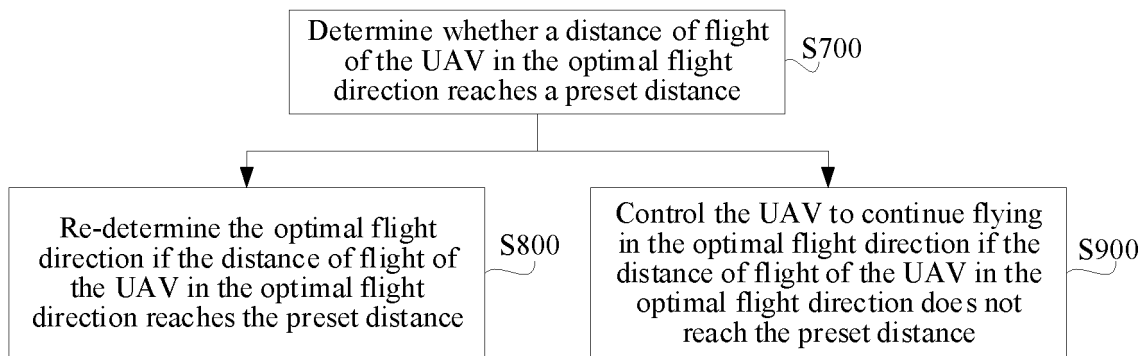 Determine whether a distance of flight
of the UAV in the optimal flight
direction reaches a preset distance
S700
Re-determine the optimal flight
direction if the distance of flight of
the UAV in the optimal flight
direction reaches the preset distance
S800
Control the UAV to continue flying
in the optimal flight direction if the
distance of flight of the UAV in the
optimal flight direction does not
reach the preset distance
S900